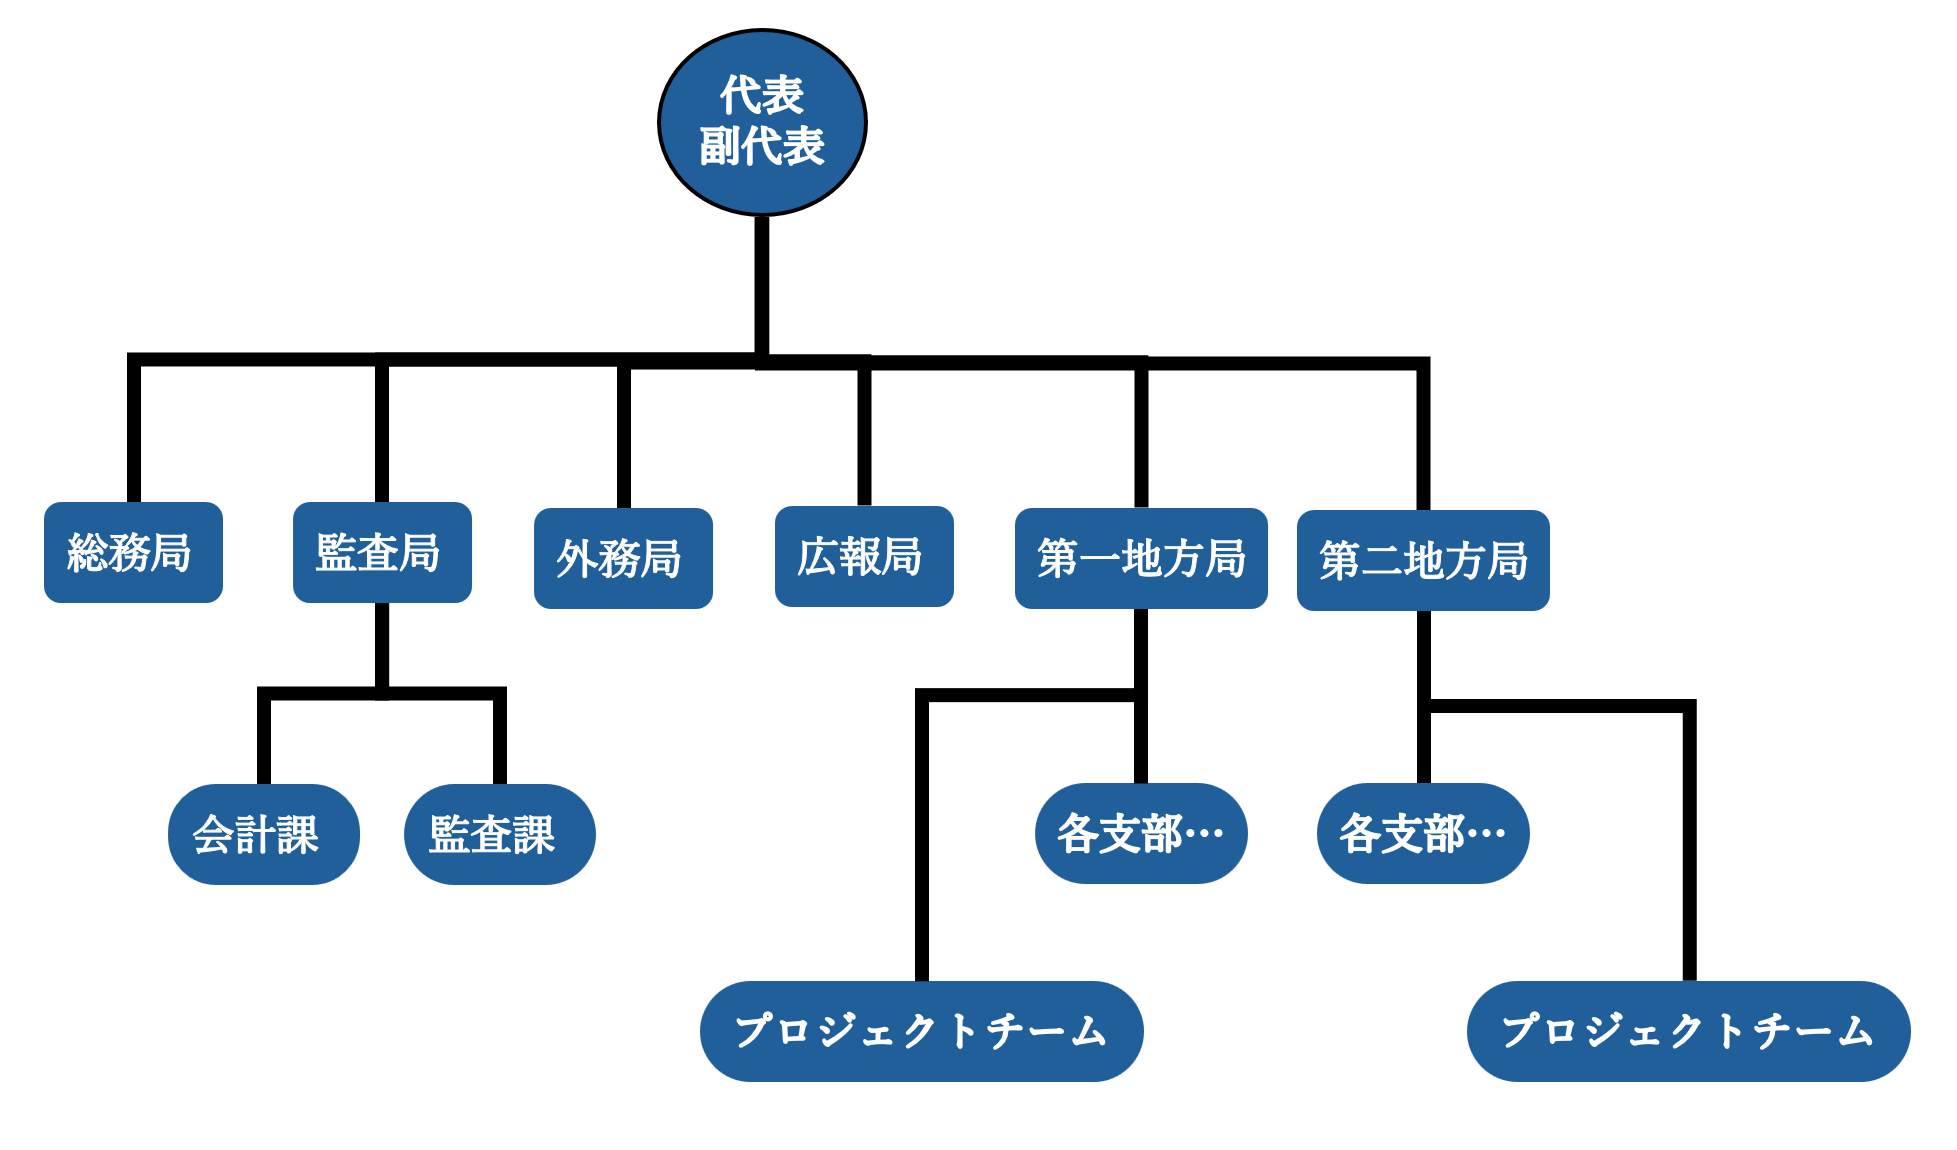 代表
副代表
総務局
監査局
外務局
広報局
第一地方局
第二地方局
会計課
監査課
各支部…
各支部…
プロジェクトチーム
プロジェクトチーム